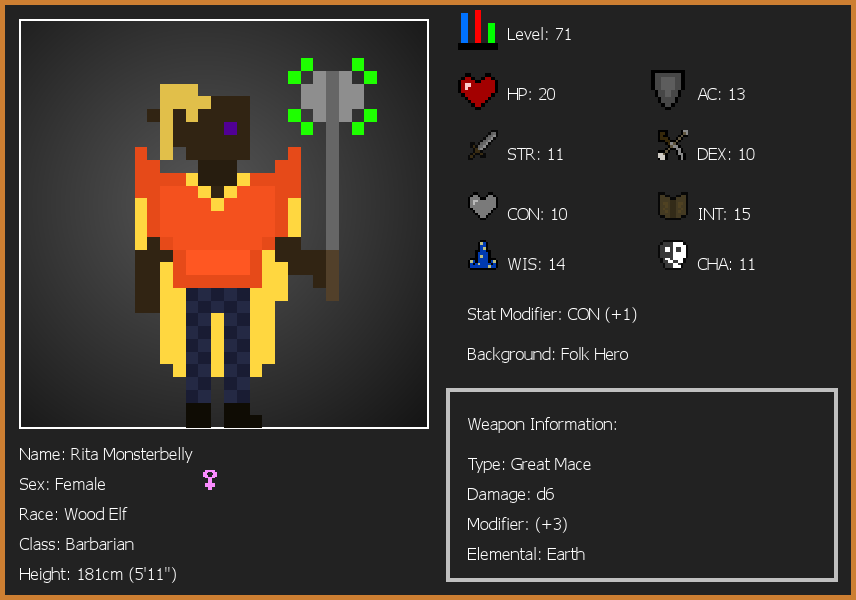 Level: 71
HP: 20
AC: 13
STR: 11
DEX: 10
CON: 10
INT: 15
WIS: 14
CHA: 11
Stat Modifier: CON (+1)
Background: Folk Hero
Weapon Information:
Type: Great Mace
Damage: d6
Modifier: (+3)
Elemental: Earth
Name: Rita Monsterbelly
Sex: Female
Race: Wood Elf
Class: Barbarian
Height: 181cm (5'11")